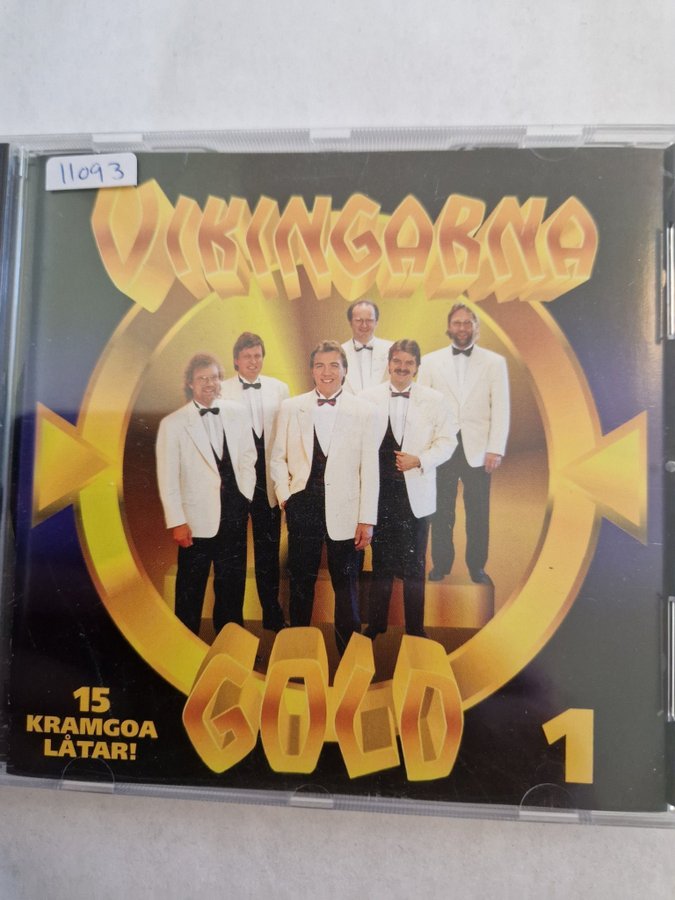 11093
VIKINGARNA
GOLD
15
KRAMGOA
LÅTAR!
1